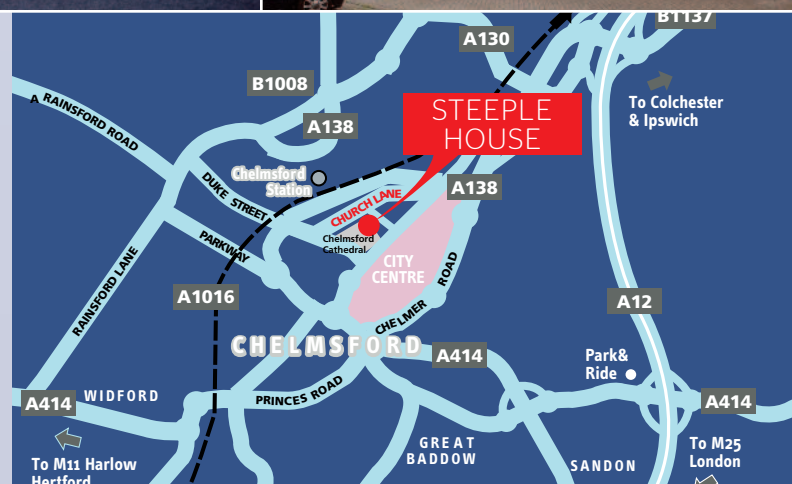 B1137
A130
B1008
To Colchester
& Ipswich
A RAINSFORD ROAD
STEEPLE
HOUSE
A138
Chelmsford
Station
DUKE STREET
CHURCH LANE
A138
Chelmsford
Cathedral
PARKWAY
CITY
CENTRE
RAINSFORD LANE
CHELMER ROAD
A1016
A12
CHELMSFORD
A414
Park&
Ride
PRINCES ROAD
WIDFORD
A414
A414
GREAT
BADDOW
SANDON
To M25
London
To M11 Harlow
Hertford